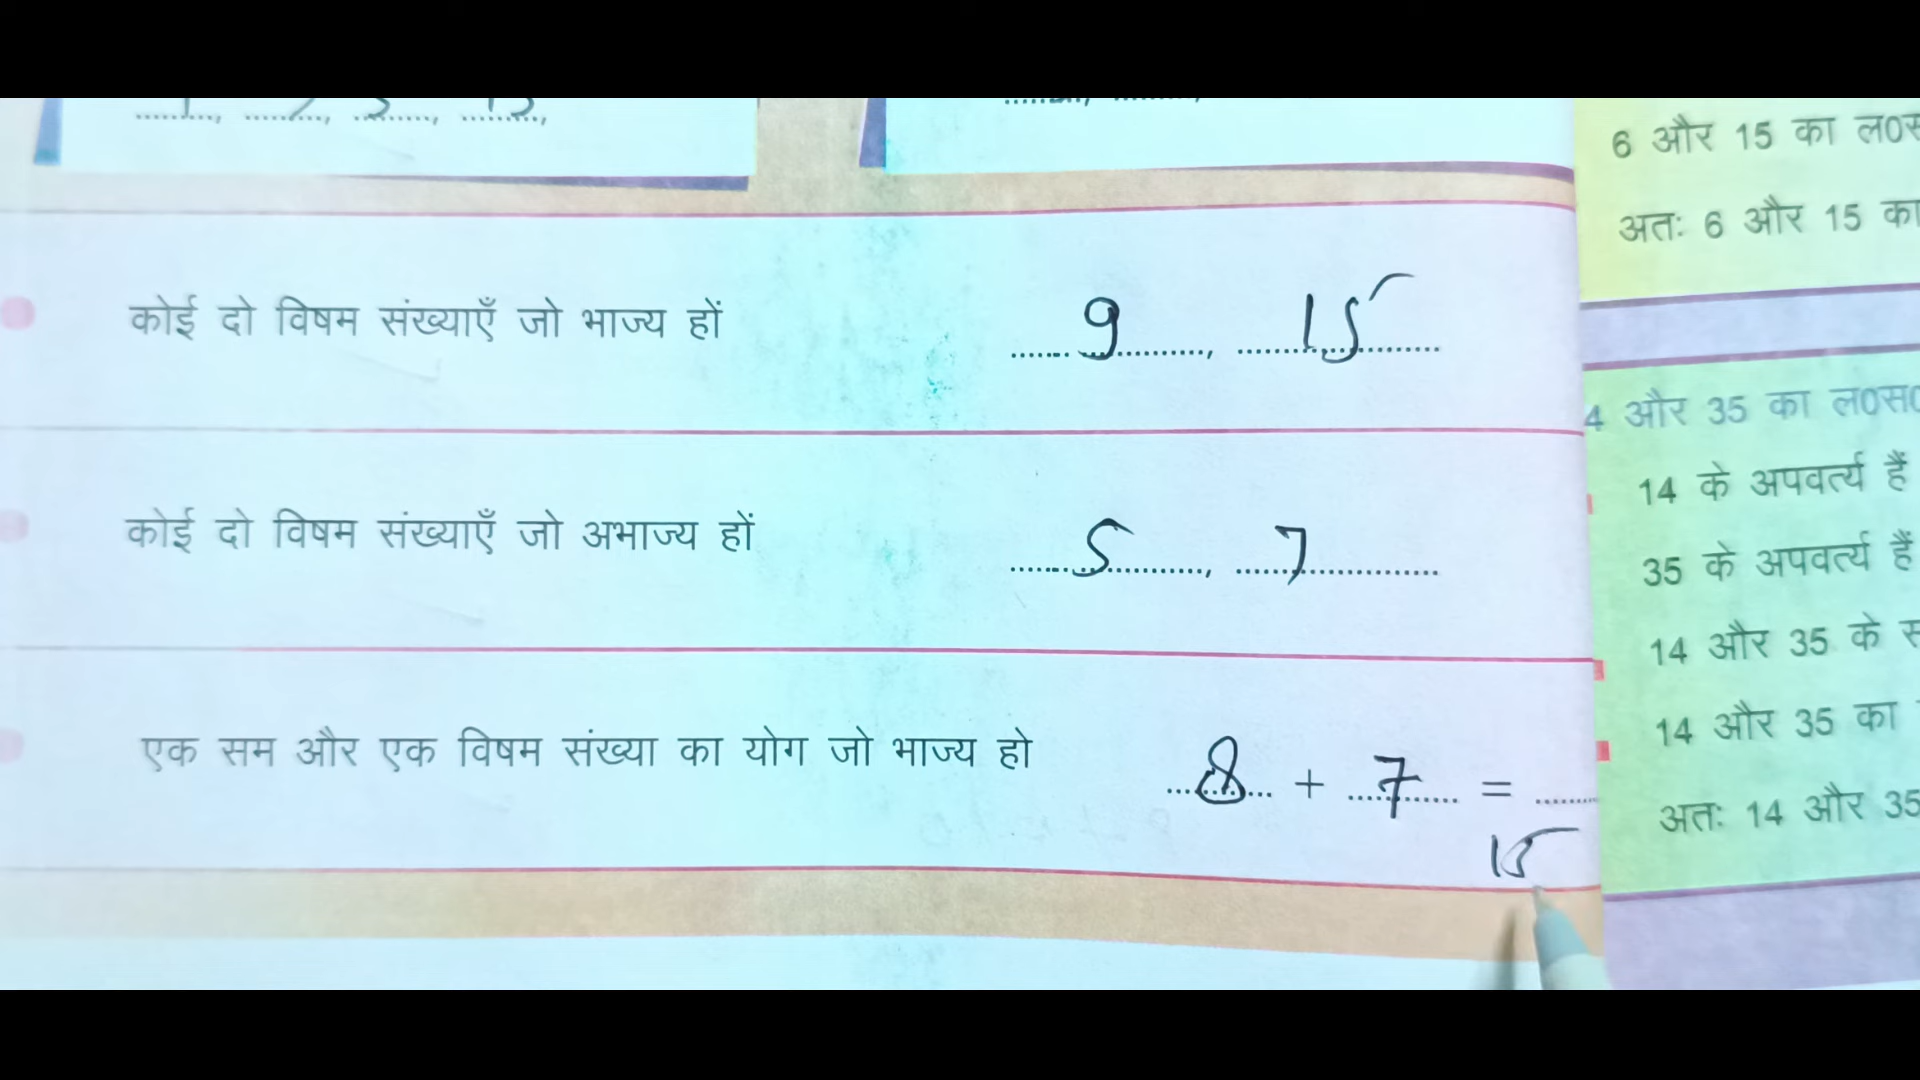 कोई दो विषम संख्याएँ जो भाज्य हों 9, 15
कोई दो विषम संख्याएँ जो अभाज्य हों 5, 7
एक सम और एक विषम संख्या का योग जो भाज्य हो 8 + 7 =
15
6 और 15 का ल0स
अतः 6 और 15 का
4 और 35 का ल0स0
14 के अपवर्त्य हैं
35 के अपवर्त्य हैं
14 और 35 के स
14 और 35 का
अतः 14 और 35